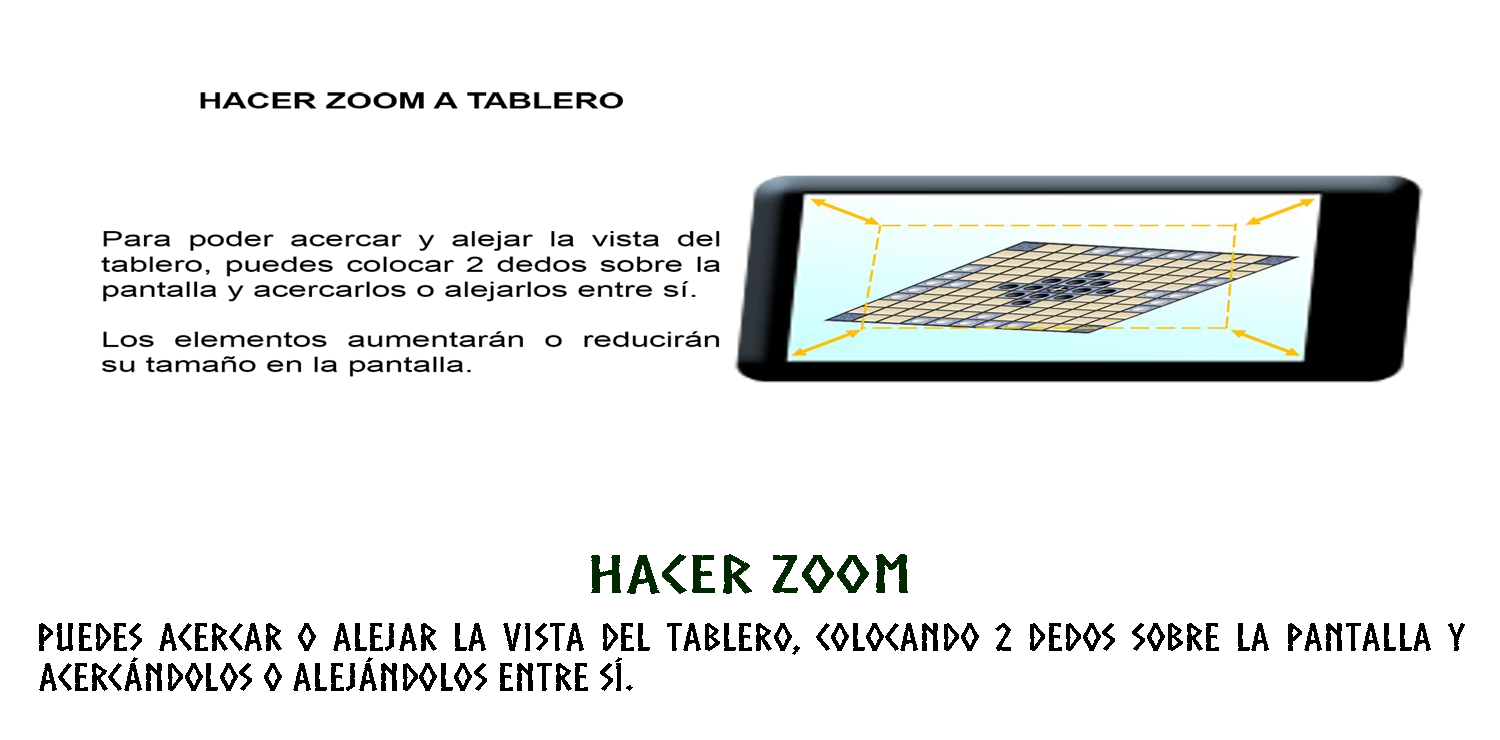 HACER ZOOM A TABLERO
Para poder acercar y alejar la vista del
tablero, puedes colocar 2 dedos sobre la
pantalla y acercarlos o alejarlos entre sí.
Los elementos aumentarán o reducirán
su tamaño en la pantalla.
HACER ZOOM
PUEDES ACERCAR O ALEJAR LA VISTA DEL TABLERO, COLOCANDO 2 DEDOS SOBRE LA PANTALLA Y
ACERCÁNDOLOS O ALEJÁNDOLOS ENTRE SÍ.